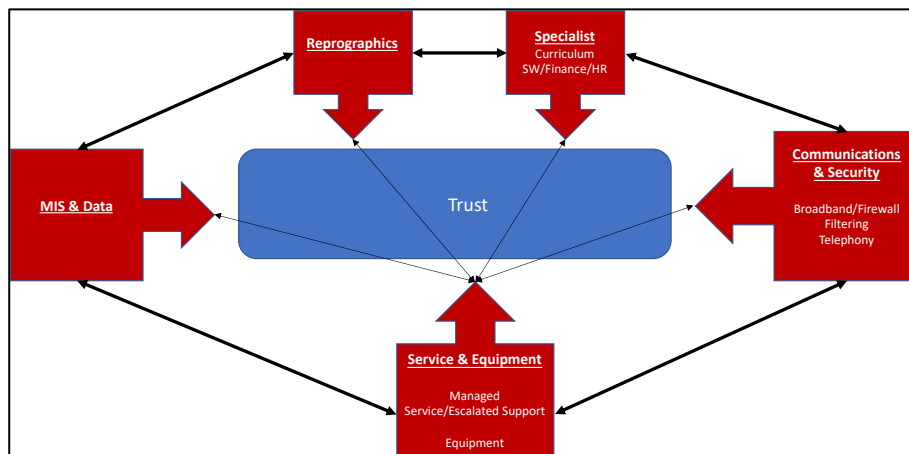 Reprographics
Specialist
Curriculum
SW/Finance/HR
MIS & Data
Trust
Communications
& Security
Broadband/Firewall
Filtering
Telephony
Service & Equipment
Managed
Service/Escalated Support
Equipment